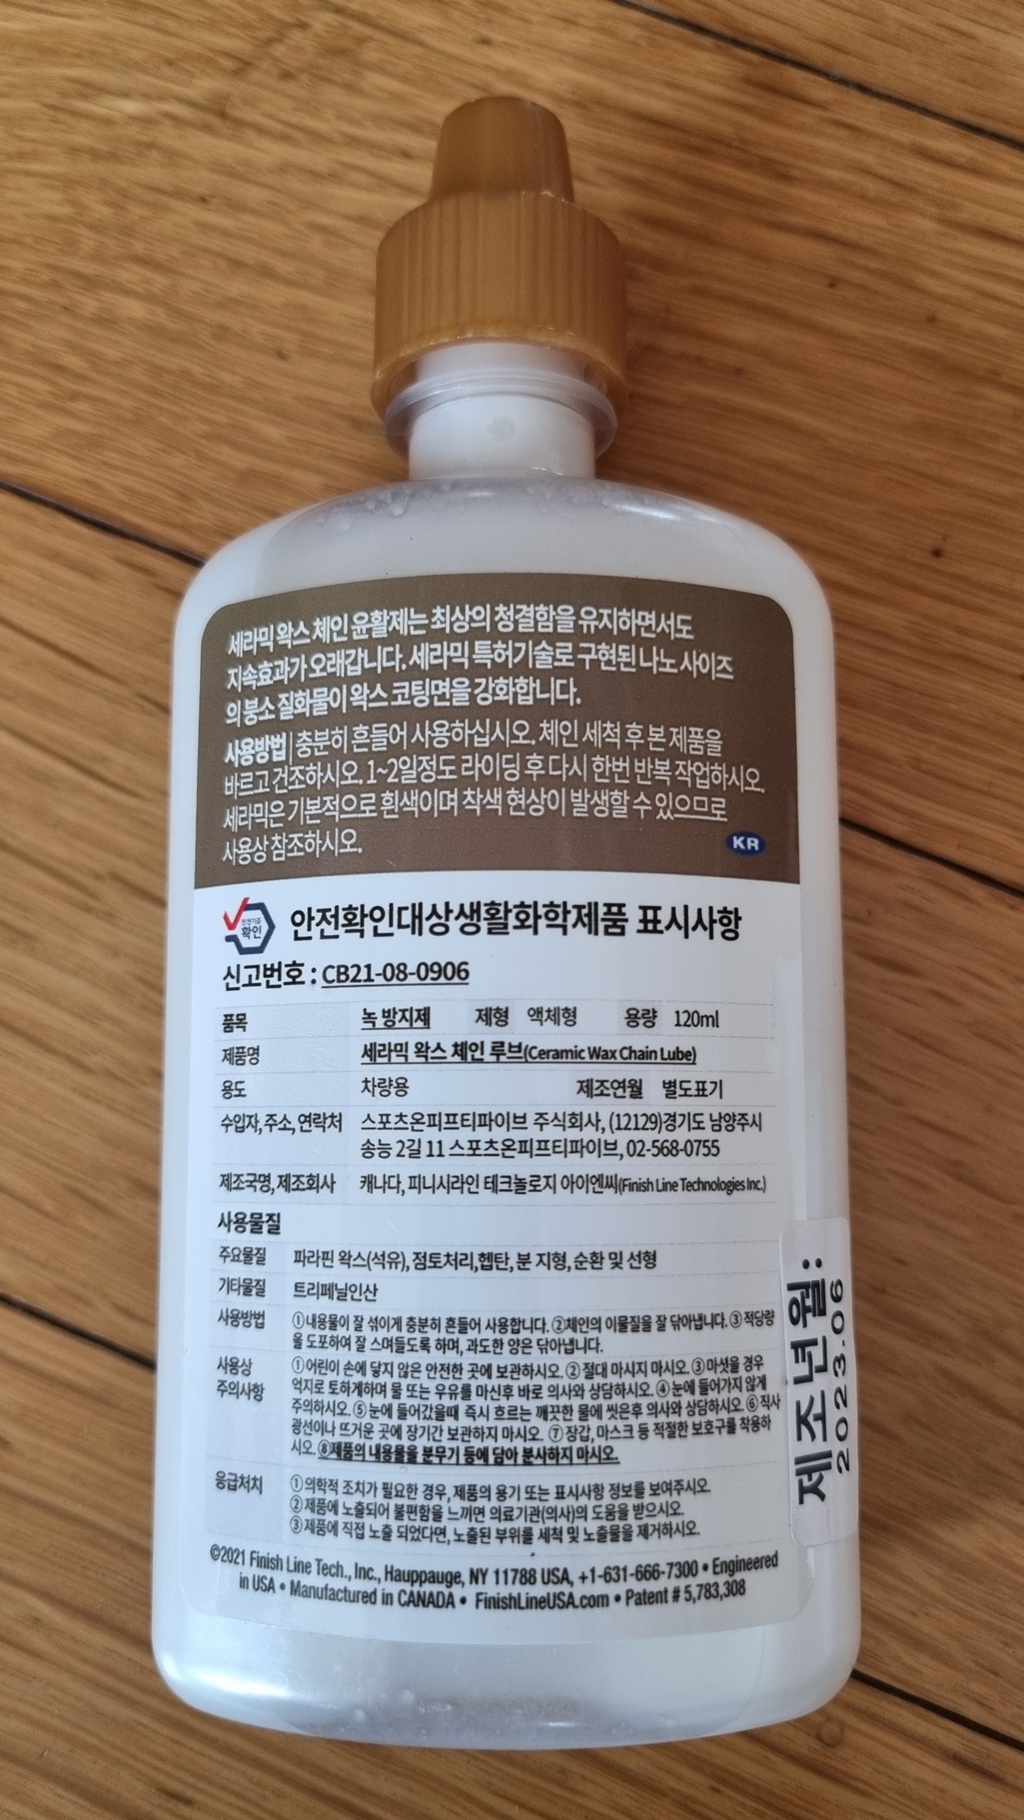 세라믹 왁스 체인 윤활제는 최상의 청결함을 유지하면서도
지속효과가 오래갑니다. 세라믹 특허기술로 구현된 나노 사이즈
의 붕소 질화물이 왁스 코팅면을 강화합니다.
사용방법 | 충분히 흔들어 사용하십시오. 체인 세척 후 본 제품을
바르고 건조하시오. 1~2일정도 라이딩 후 다시 한번 반복 작업하시오.
세라믹은 기본적으로 흰색이며 착색 현상이 발생할 수 있으므로
사용상 참조하시오.
KR
확인
안전확인대상생활화학제품 표시사항
신고번호 : CB21-08-0906
품목 녹 방지제 제형 액체형 용량 120ml
제품명 세라믹 왁스 체인 루브(Ceramic Wax Chain Lube)
용도 차량용 제조연월 별도표기
수입자, 주소, 연락처 스포츠온피프티파이브 주식회사, (12129)경기도 남양주시
송능 2길 11 스포츠온피프티파이브, 02-568-0755
제조국명, 제조회사 캐나다, 피니시라인 테크놀로지 아이엔씨(Finish Line Technologies Inc.)
사용물질
주요물질 파라핀 왁스(석유), 점토처리, 헵탄, 분 지형, 순환 및 선형
기타물질 트리페닐인산
사용방법 ①내용물이 잘 섞이게 충분히 흔들어 사용합니다. ②체인의 이물질을 잘 닦아냅니다. ③적당량
을 도포하여 잘 스며들도록 하며, 과도한 양은 닦아냅니다.
사용상 ①어린이 손에 닿지 않은 안전한 곳에 보관하시오. ②절대 마시지 마시오. ③마셧을 경우
주의사항 억지로 토하게하며 물 또는 우유를 마신후 바로 의사와 상담하시오. ④눈에 들어가지 않게
주의하시오. ⑤눈에 들어갔을때 즉시 흐르는 깨끗한 물에 씻은후 의사와 상담하시오. ⑥직사
광선이나 뜨거운 곳에 장기간 보관하지 마시오. ⑦장갑, 마스크 등 적절한 보호구를 착용하
시오. ⑧제품의 내용물을 분무기 등에 담아 분사하지 마시오.
응급처치 ①의학적 조치가 필요한 경우, 제품의 용기 또는 표시사항 정보를 보여주시오.
②제품에 노출되어 불편함을 느끼면 의료기관(의사)의 도움을 받으시오.
③제품에 직접 노출 되었다면, 노출된 부위를 세척 및 노출물을 제거하시오.
©2021 Finish Line Tech., Inc., Hauppauge, NY 11788 USA, +1-631-666-7300 • Engineered
in USA • Manufactured in CANADA • FinishLineUSA.com • Patent # 5,783,308
제조년월:
2023.06